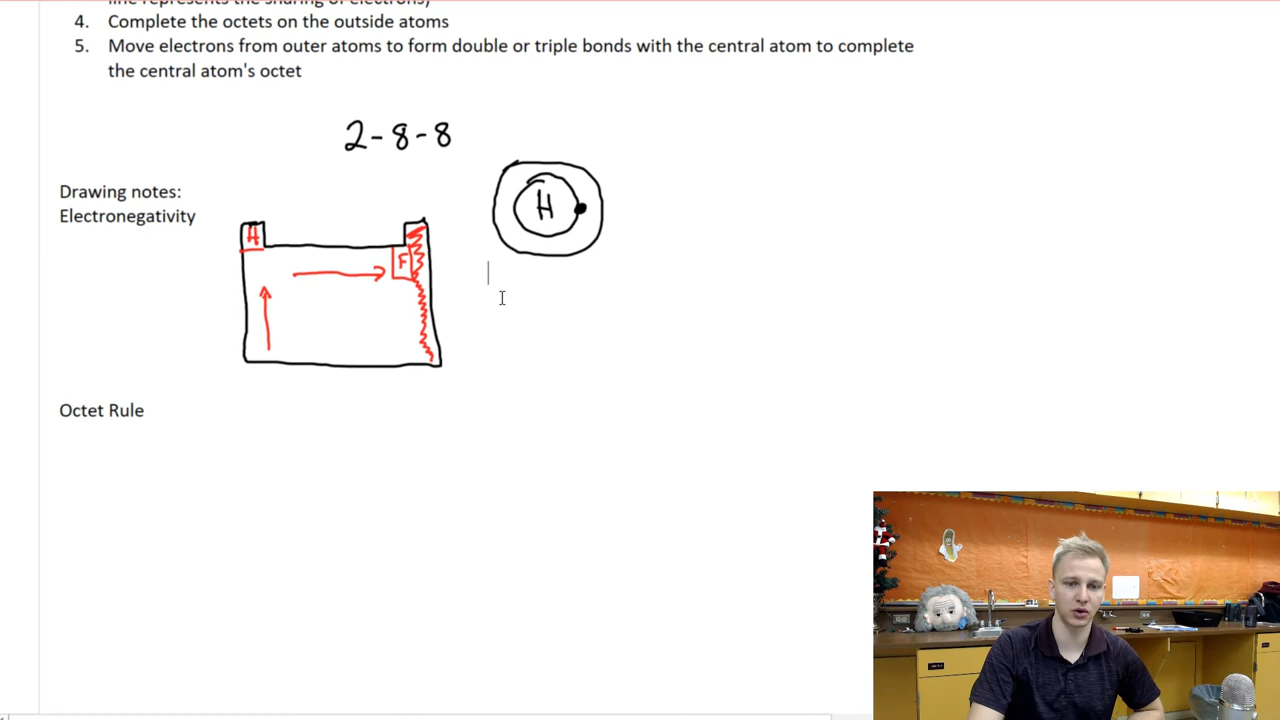 4. Complete the octets on the outside atoms
5. Move electrons from outer atoms to form double or triple bonds with the central atom to complete
the central atom's octet
2-8-8
Drawing notes:
Electronegativity
H
H
F
Octet Rule